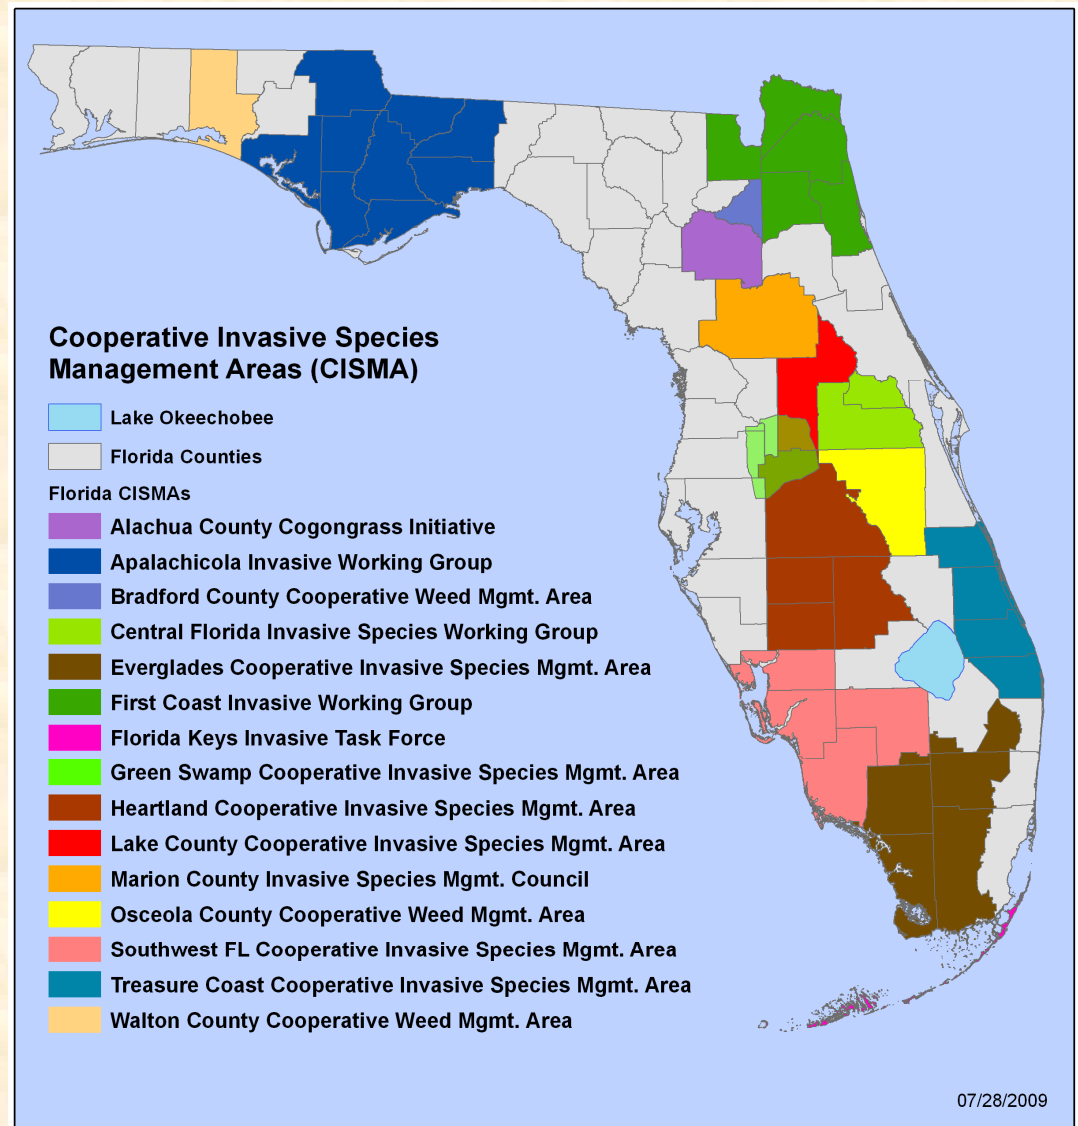 Cooperative Invasive Species
Management Areas (CISMA)
Lake Okeechobee
Florida Counties
Florida CISMAs
Alachua County Cogongrass Initiative
Apalachicola Invasive Working Group
Bradford County Cooperative Weed Mgmt. Area
Central Florida Invasive Species Working Group
Everglades Cooperative Invasive Species Mgmt. Area
First Coast Invasive Working Group
Florida Keys Invasive Task Force
Green Swamp Cooperative Invasive Species Mgmt. Area
Heartland Cooperative Invasive Species Mgmt. Area
Lake County Cooperative Invasive Species Mgmt. Area
Marion County Invasive Species Mgmt. Council
Osceola County Cooperative Weed Mgmt. Area
Southwest FL Cooperative Invasive Species Mgmt. Area
Treasure Coast Cooperative Invasive Species Mgmt. Area
Walton County Cooperative Weed Mgmt. Area
07/28/2009